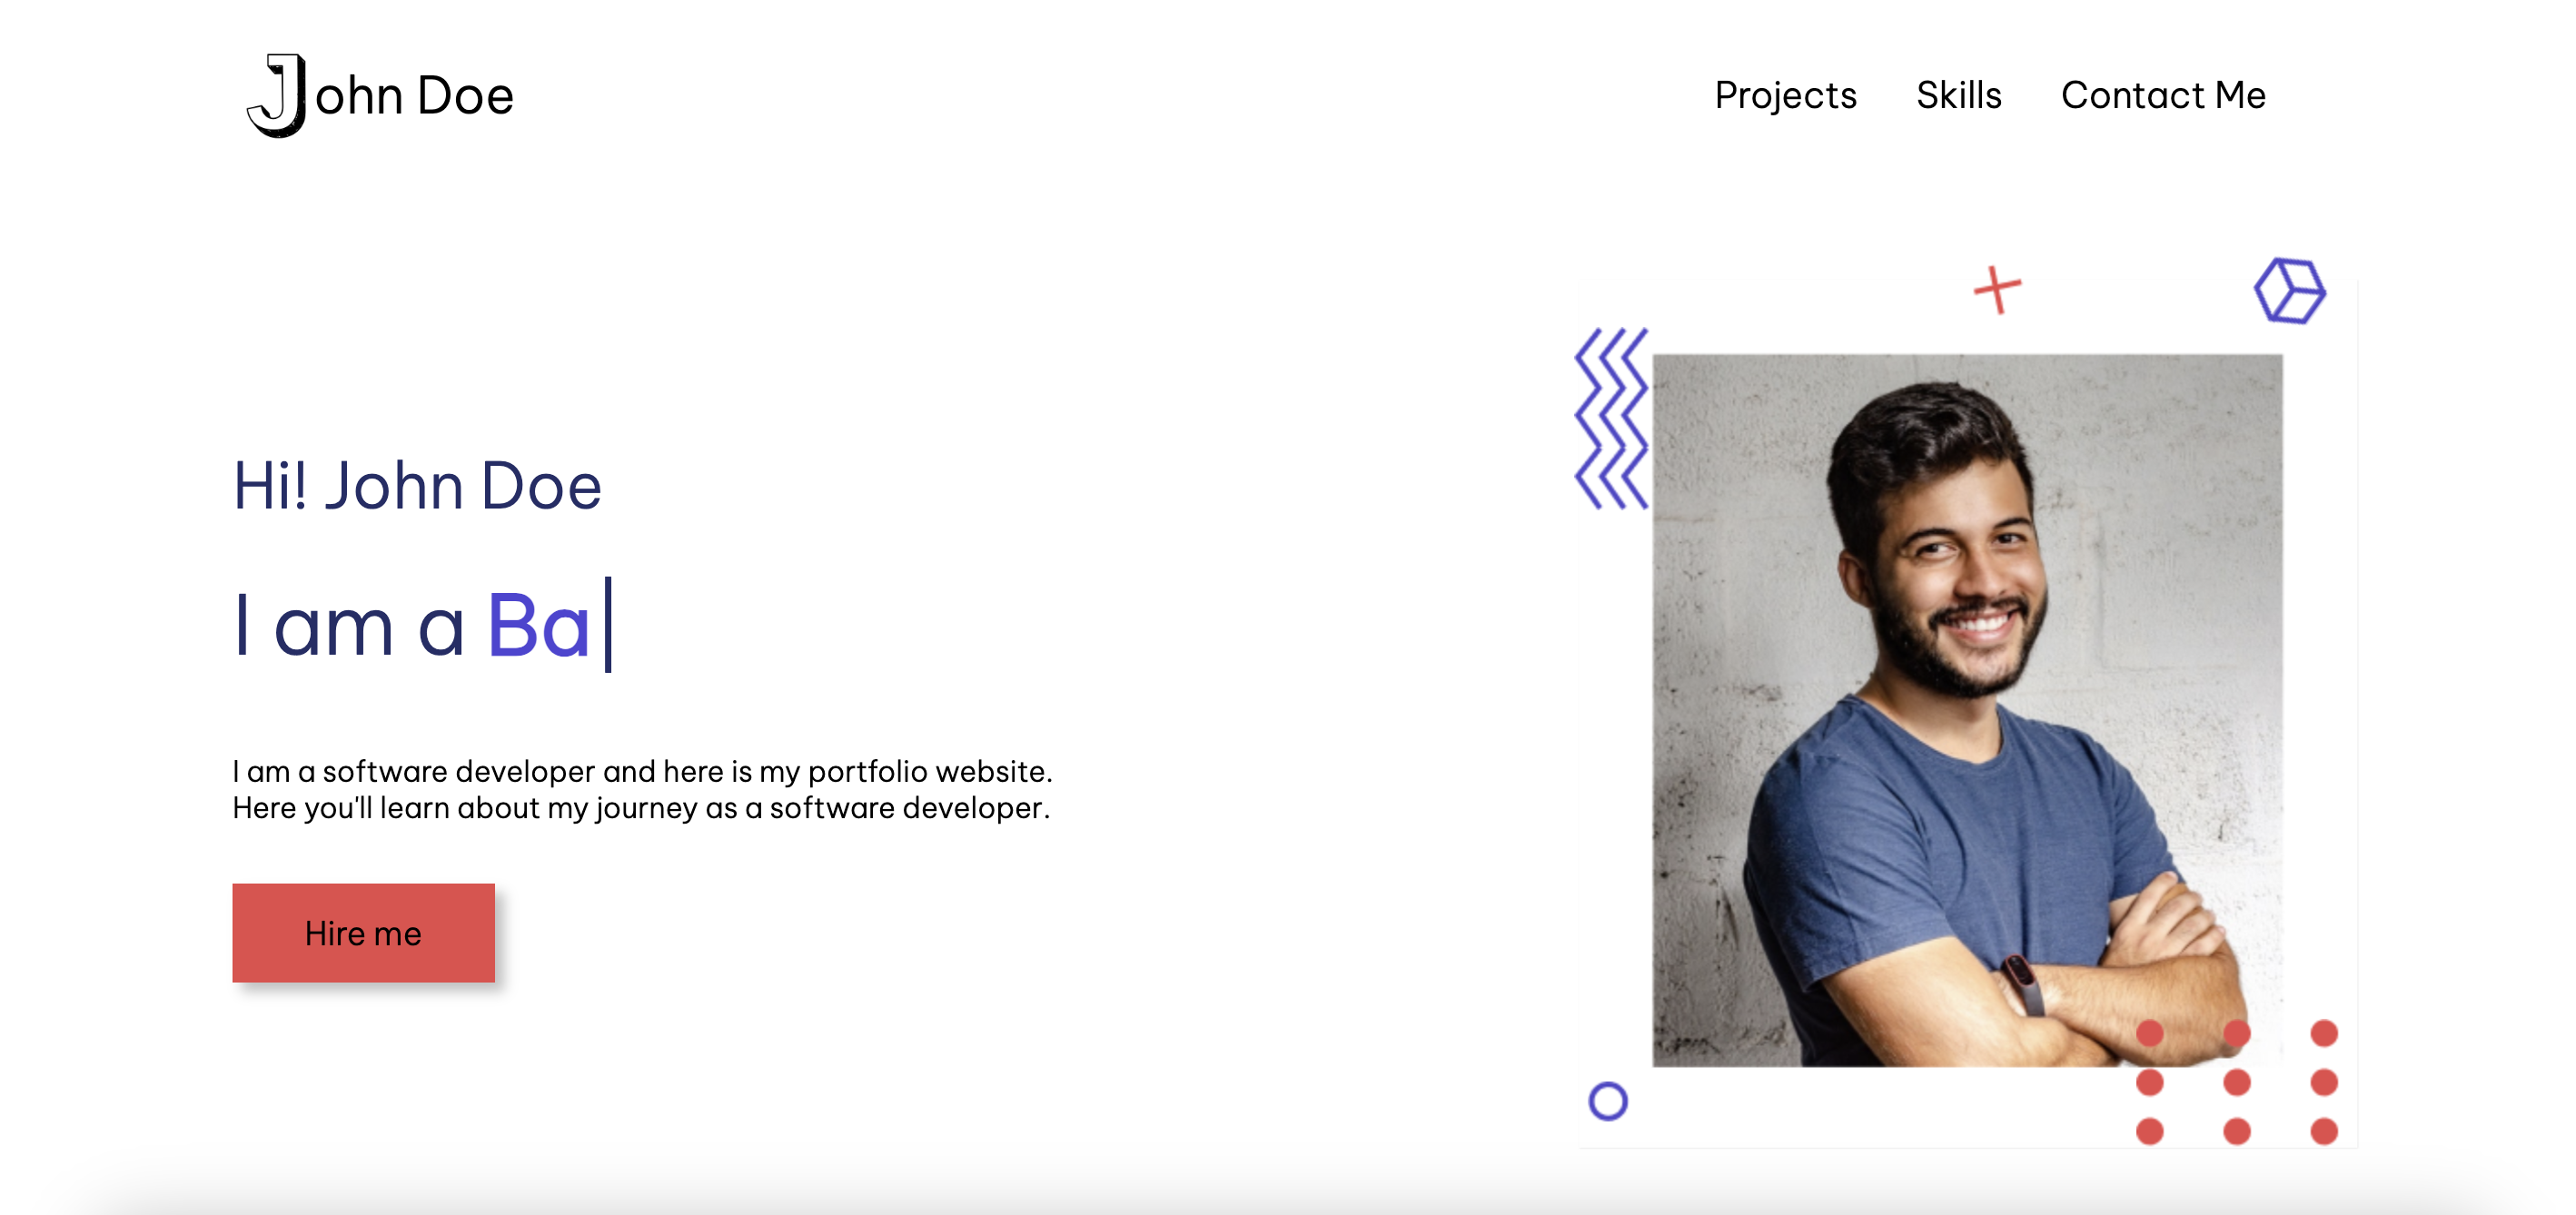 John Doe
Projects Skills Contact Me
Hi! John Doe
I am a Ba
I am a software developer and here is my portfolio website.
Here you'll learn about my journey as a software developer.
Hire me